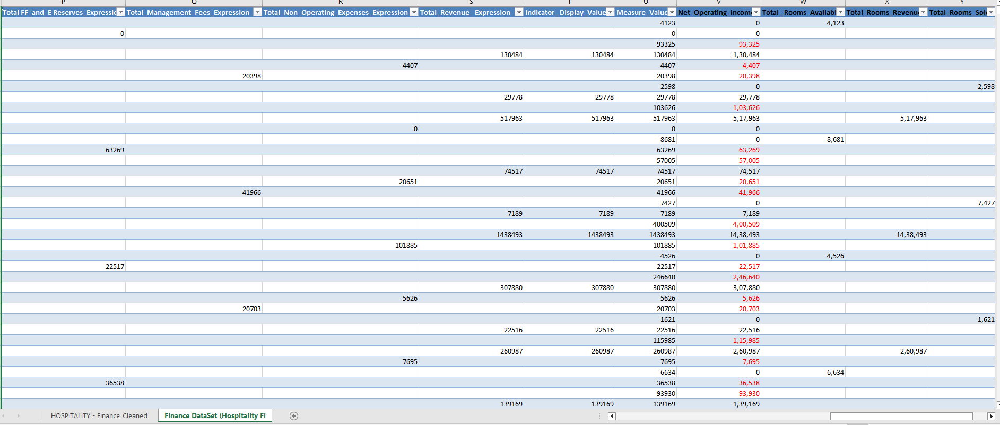 P Q R S T U V W X Y
Total FF_and_E Reserves_Expressio Total_Management_Fees_Expression Total_Non_Operating_Expenses_Expression Total_Revenue _Expression Indicator_Display_Value Measure_Value Net_Operating_Incom Total _Rooms_Availabl Total_Rooms_Revenu Total_Rooms_Sol
4123 0 4,123
0 0 0
93325 93,325
130484 130484 130484 1,30,484
4407 4407 4,407
20398 20398 20,398
2598 0 2,598
29778 29778 29778 29,778
103626 1,03,626
517963 517963 517963 5,17,963 5,17,963
0 0 0
8681 0 8,681
63269 63269 63,269
57005 57,005
74517 74517 74517 74,517
20651 20651 20,651
41966 41966 41,966
7427 0 7,427
7189 7189 7189 7,189
400509 4,00,509
1438493 1438493 1438493 14,38,493 14,38,493
101885 101885 1,01,885
4526 0 4,526
22517 22517 22,517
246640 2,46,640
307880 307880 307880 3,07,880
5626 5626 5,626
20703 20703 20,703
1621 0 1,621
22516 22516 22516 22,516
115985 1,15,985
260987 260987 260987 2,60,987 2,60,987
7695 7695 7,695
6634 0 6,634
36538 36538 36,538
93930 93,930
139169 139169 139169 1,39,169
HOSPITALITY - Finance_Cleaned Finance DataSet (Hospitality Fi